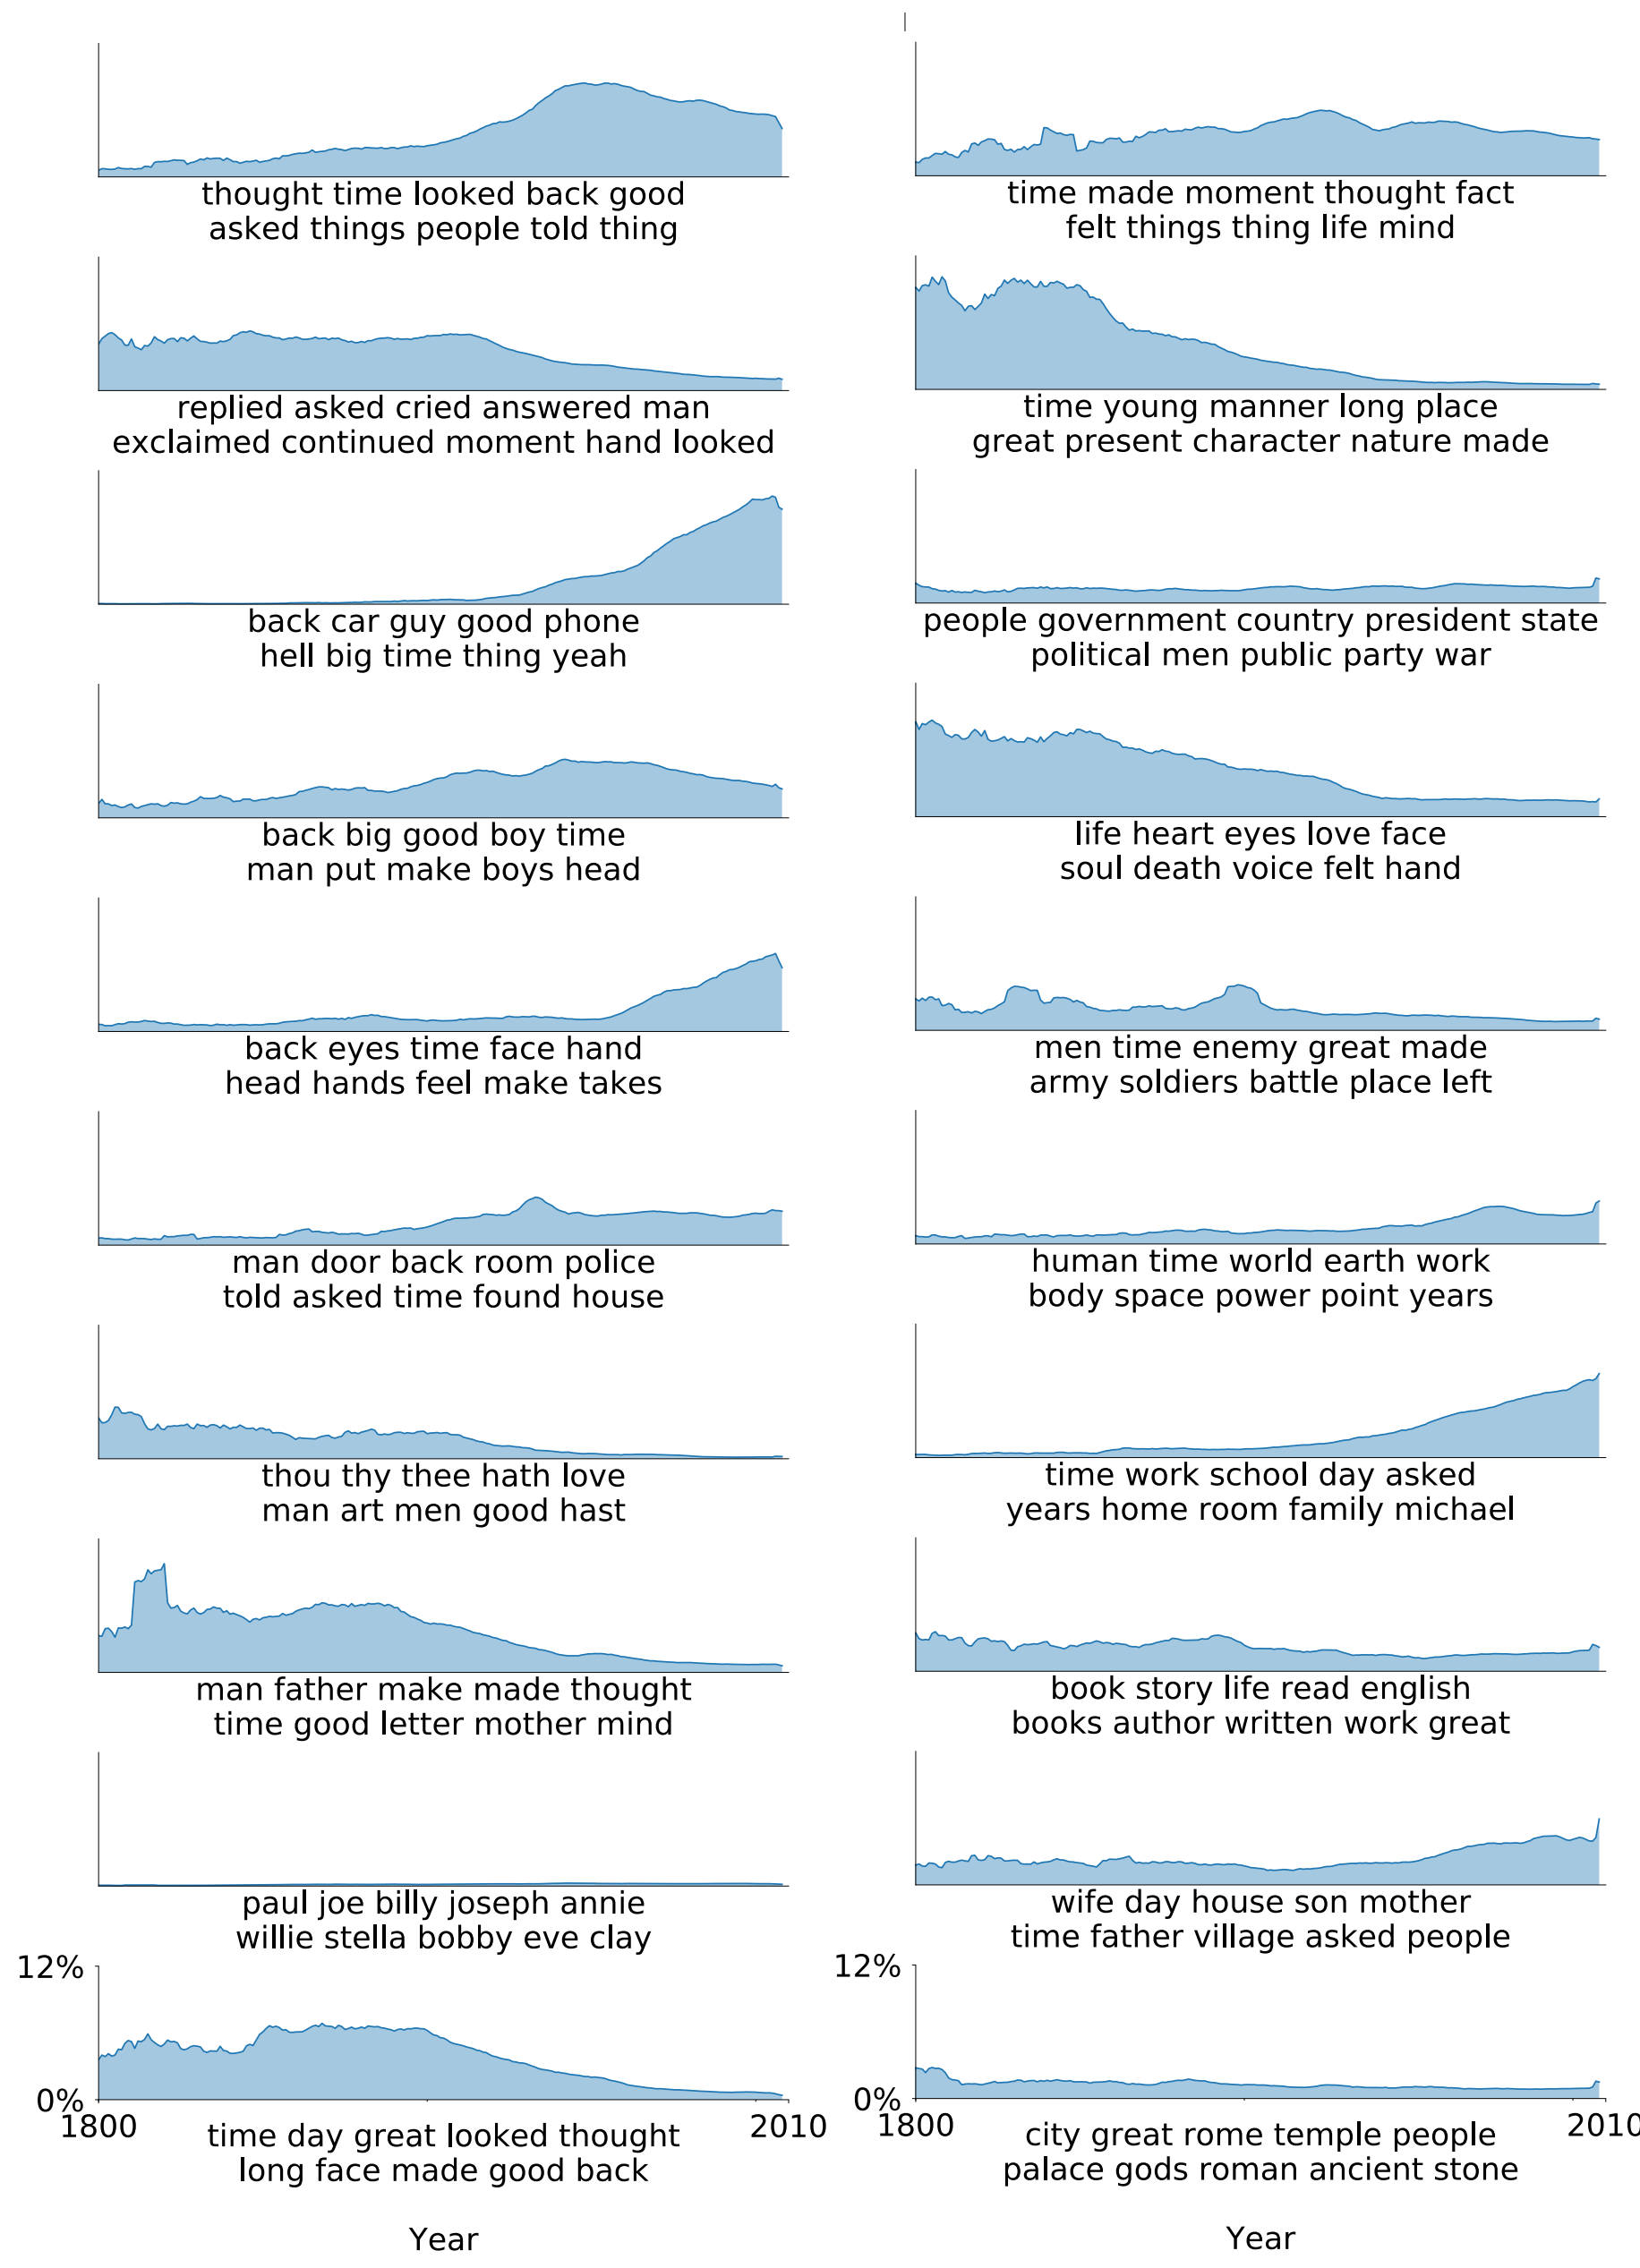 thought time looked back good
asked things people told thing
time made moment thought fact
felt things thing life mind
replied asked cried answered man
exclaimed continued moment hand looked
time young manner long place
great present character nature made
back car guy good phone
hell big time thing yeah
people government country president state
political men public party war
back big good boy time
man put make boys head
life heart eyes love face
soul death voice felt hand
back eyes time face hand
head hands feel make takes
men time enemy great made
army soldiers battle place left
man door back room police
told asked time found house
human time world earth work
body space power point years
thou thy thee hath love
man art men good hast
time work school day asked
years home room family michael
man father make made thought
time good letter mother mind
book story life read english
books author written work great
paul joe billy joseph annie
willie stella bobby eve clay
wife day house son mother
time father village asked people
12%
0%
1800
2010
time day great looked thought
long face made good back
Year
12%
0%
1800
2010
city great rome temple people
palace gods roman ancient stone
Year